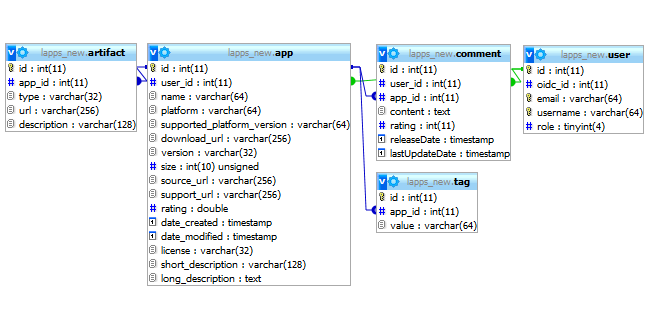 lapps_new.artifact
id : int(11)
app_id : int(11)
type : varchar(32)
url : varchar(256)
description : varchar(128)
lapps_new.app
id : int(11)
user_id : int(11)
name : varchar(64)
platform : varchar(64)
supported_platform_version : varchar(64)
download_url : varchar(256)
version : varchar(32)
size : int(10) unsigned
source_url : varchar(256)
support_url : varchar(256)
rating : double
date_created : timestamp
date_modified : timestamp
license : varchar(32)
short_description : varchar(128)
long_description : text
lapps_new.comment
id : int(11)
user_id : int(11)
app_id : int(11)
content : text
rating : int(11)
releaseDate : timestamp
lastUpdateDate : timestamp
lapps_new.tag
id : int(11)
app_id : int(11)
value : varchar(64)
lapps_new.user
id : int(11)
oidc_id : int(11)
email : varchar(64)
username : varchar(64)
role : tinyint(4)